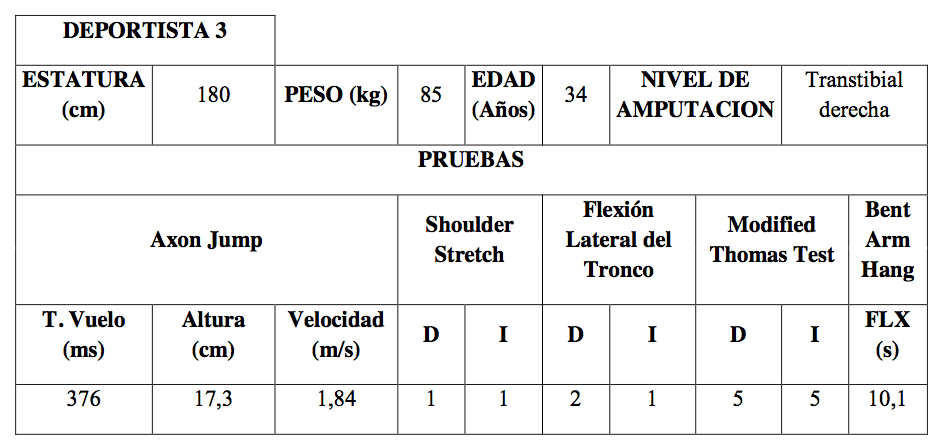 DEPORTISTA 3
ESTATURA (cm) 180 PESO (kg) 85 EDAD (Años) 34 NIVEL DE AMPUTACION Transtibial derecha
PRUEBAS
Axon Jump Shoulder Stretch Flexión Lateral del Tronco Modified Thomas Test Bent Arm Hang
T. Vuelo (ms) Altura (cm) Velocidad (m/s) D I D I D I FLX (s)
376 17,3 1,84 1 1 2 1 5 5 10,1